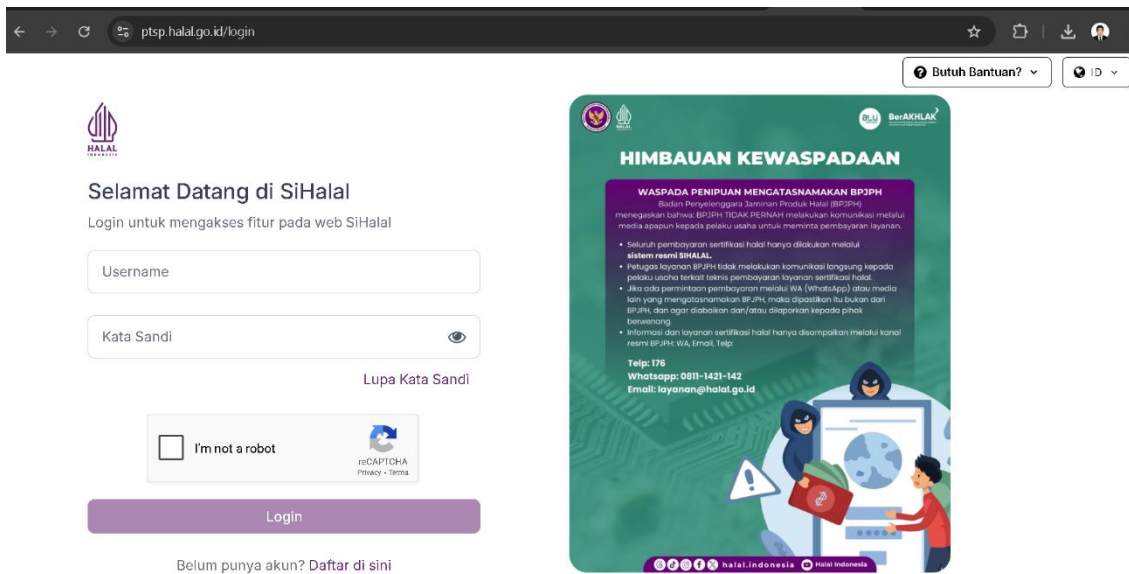 ptsp.halal.go.id/login
Butuh Bantuan?
ID
HALAL
INDONESIA
Selamat Datang di SiHalal
Login untuk mengakses fitur pada web SiHalal
Username
Kata Sandi
Lupa Kata Sandi
I'm not a robot
reCAPTCHA
Privacy - Terms
Login
Belum punya akun? Daftar di sini
HALAL
BLU
BerAKHLAK
HIMBAUAN KEWASPADAAN
WASPADA PENIPUAN MENGATASNAMAKAN BPJPH
Badan Penyelenggara Jaminan Produk Halal (BPJPH)
menegaskan bahwa: BPJPH TIDAK PERNAH melakukan komunikasi melalui
media apapun kepada pelaku usaha untuk meminta pembayaran layanan.
• Seluruh pembayaran sertifikasi halal hanya dilakukan melalui
sistem resmi SIHALAL.
• Petugas layanan BPJPH tidak melakukan komunikasi langsung kepada
pelaku usaha terkait teknis pembayaran layanan sertifikasi halal.
• Jika ada permintaan pembayaran melalui WA (WhatsApp) atau media
lain yang mengatasnamakan BPJPH, maka dipastikan itu bukan dari
BPJPH, dan agar diabaikan dan/atau dilaporkan kepada pihak
berwenang.
• Informasi dan layanan sertifikasi halal hanya disampaikan melalui kanal
resmi BPJPH: WA, Email, Telp:
Telp: 176
Whatsapp: 0811-1421-142
Email: layanan@halal.go.id
halal.indonesia
Halal Indonesia